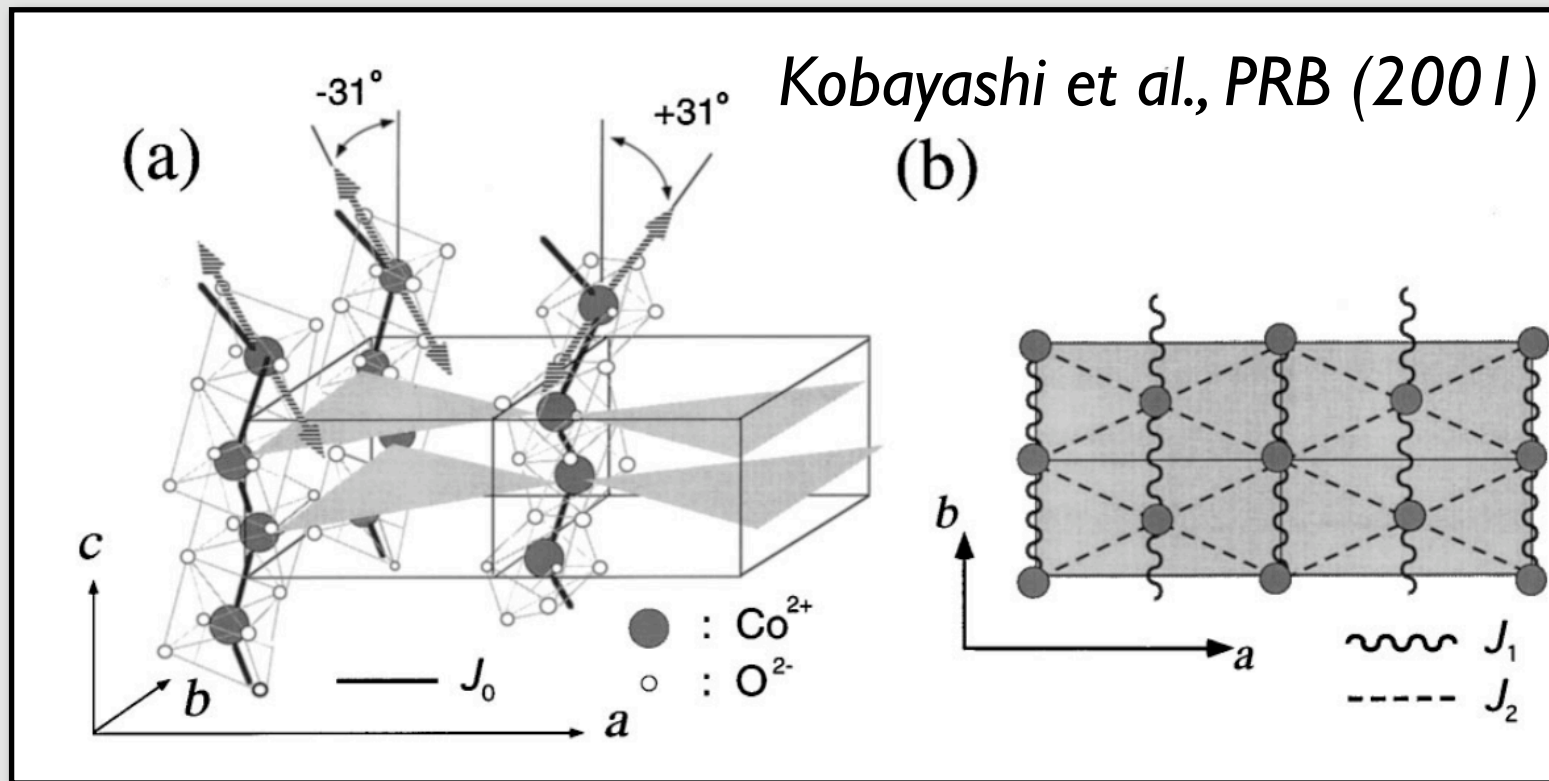 Kobayashi et al., PRB (2001)
(a)
-31°
+31°
(b)
c
b
a
J₀
: Co²⁺
: O²⁻
b
a
J₁
J₂